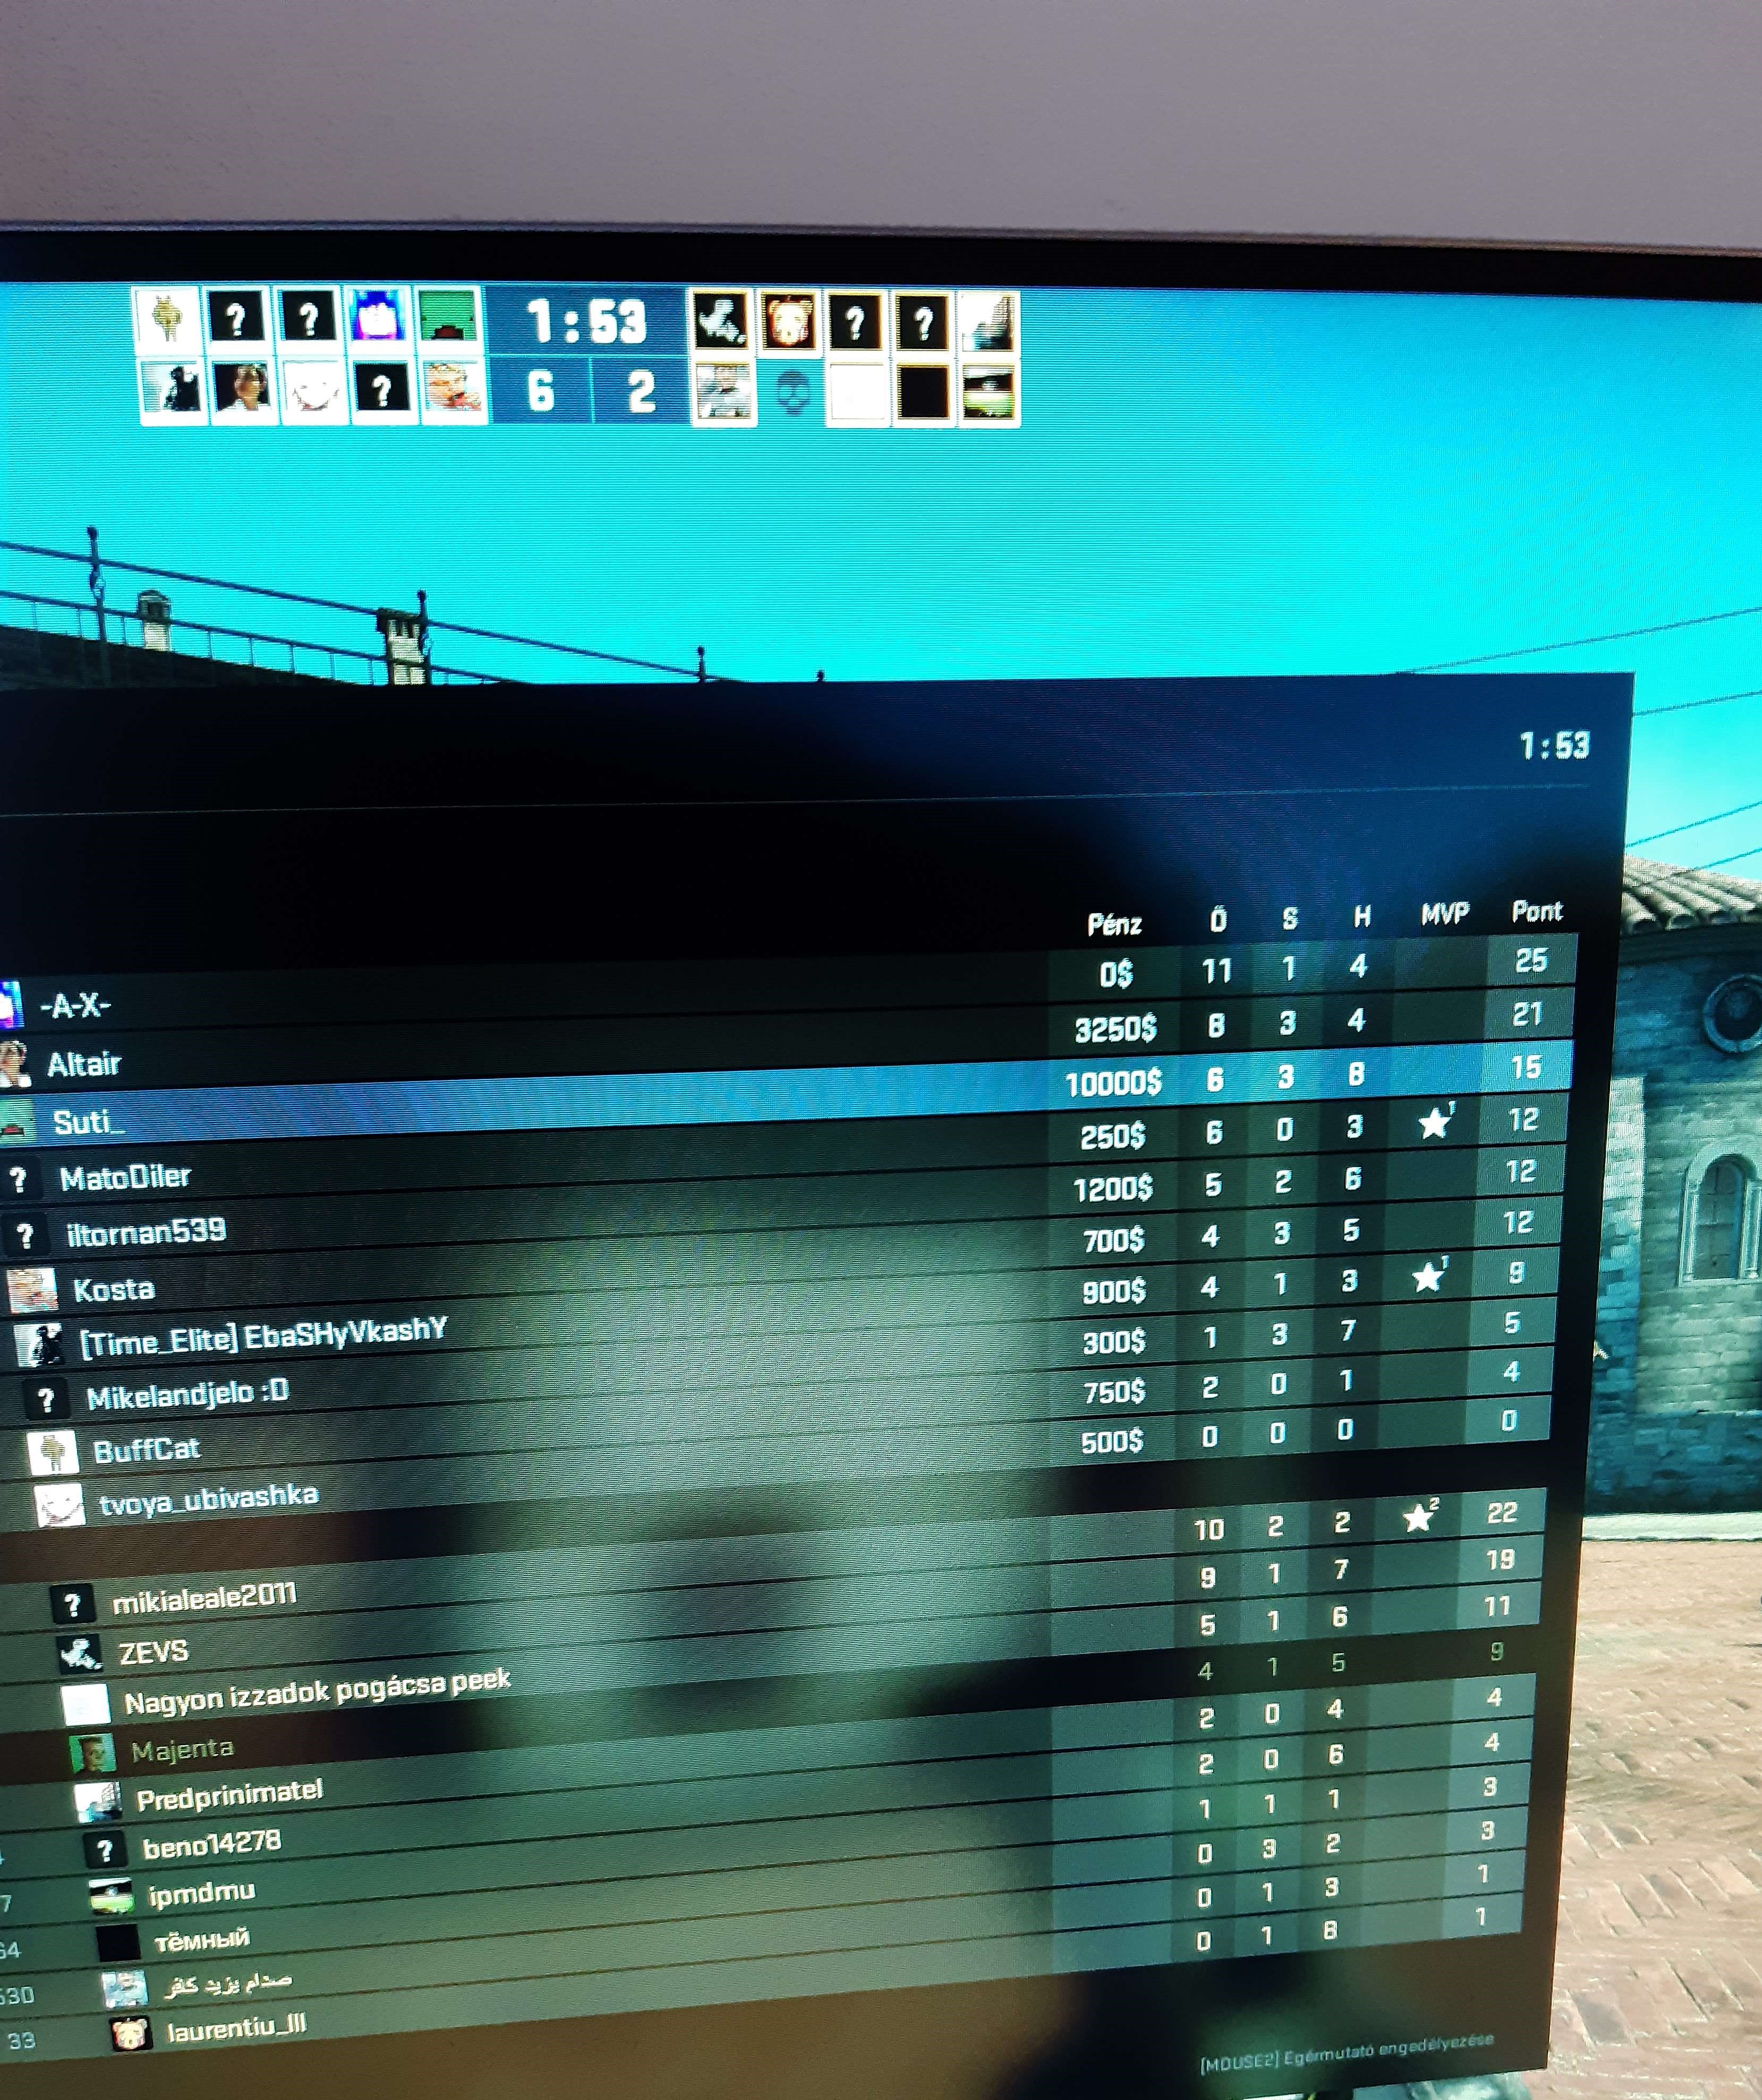 ? ? 1:53 ? ?
? 6 2
1:53
Pénz Ö S H MVP Pont
-A-X- 0$ 11 1 4 25
Altair 3250$ 8 3 4 21
Suti_ 10000$ 6 3 8 15
? MatoDiler 250$ 6 0 3 1 12
? iltornan539 1200$ 5 2 6 12
Kosta 700$ 4 3 5 12
[Time_Elite] EbaSHyVkashY 900$ 4 1 3 1 9
? Mikelandjelo :D 300$ 1 3 7 5
BuffCat 750$ 2 0 1 4
tvoya_ubivashka 500$ 0 0 0 0
? mikialeale2011 10 2 2 2 22
ZEVS 9 1 7 19
Nagyon izzadok pogácsa peek 5 1 6 11
Majenta 4 1 5 9
Predprinimatel 2 0 4 4
? beno14278 2 0 6 4
7 ipmdmu 1 1 1 3
64 тёмный 0 3 2 3
530 صدام يزيد كفر 0 1 3 1
33 laurentiu_lll 0 1 8 1
[MOUSE2] Egérmutató engedélyezése